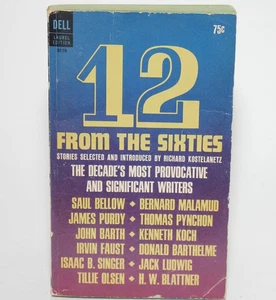 DELL
LAUREL
EDITION
75¢
12
FROM THE SIXTIES
STORIES SELECTED AND INTRODUCED BY RICHARD KOSTELANETZ
THE DECADE'S MOST PROVOCATIVE
AND SIGNIFICANT WRITERS
SAUL BELLOW • BERNARD MALAMUD
JAMES PURDY • THOMAS PYNCHON
JOHN BARTH • KENNETH KOCH
IRVIN FAUST • DONALD BARTHELME
ISAAC B. SINGER • JACK LUDWIG
TILLIE OLSEN • H. W. BLATTNER